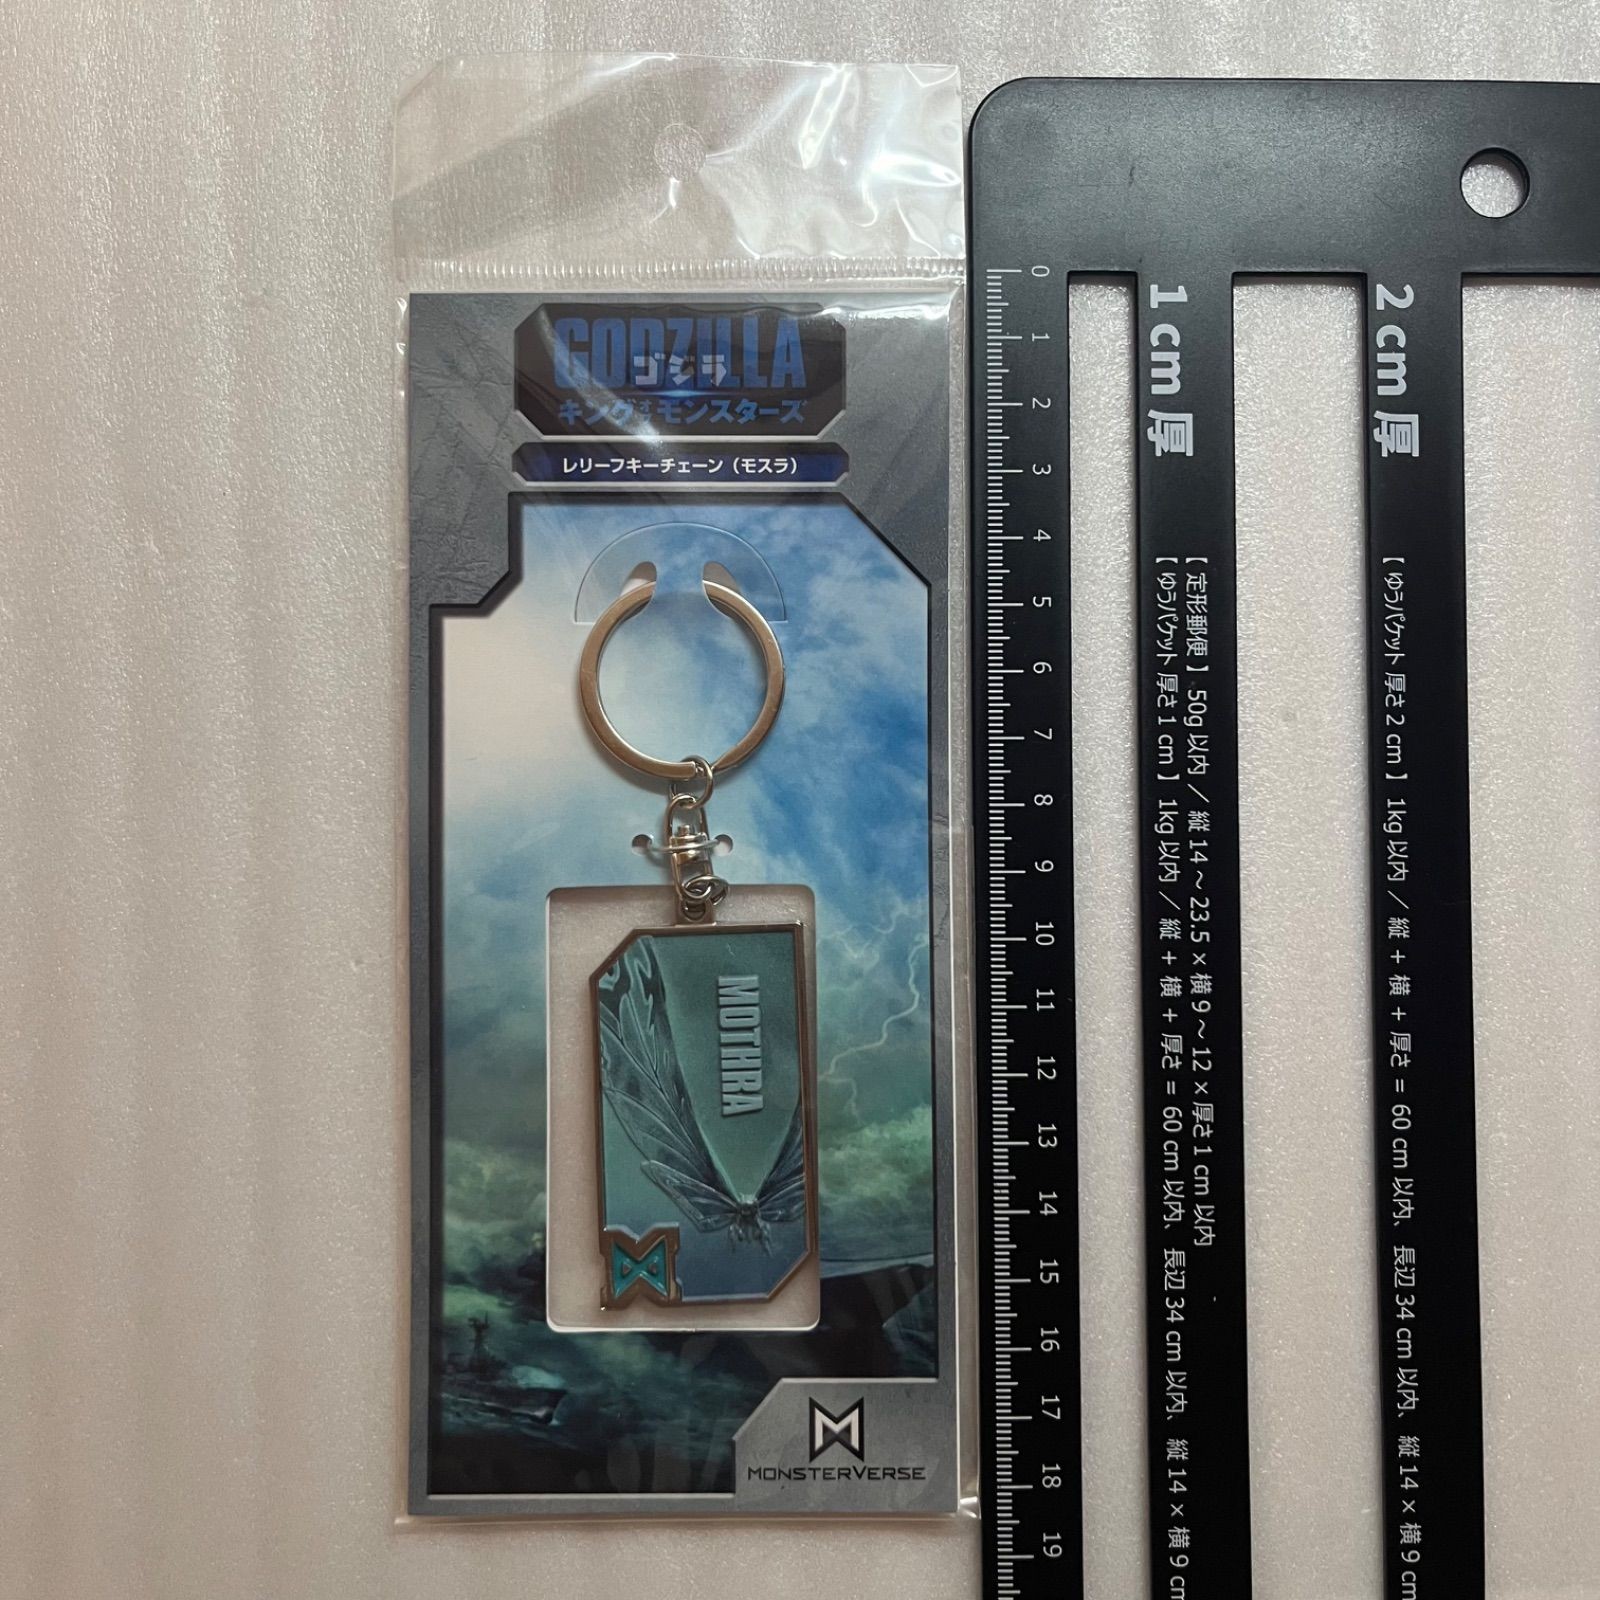 GODZILLA
ゴジラ
キング オブ モンスターズ
レリーフキーチェーン（モスラ）
MOTHRA
MONSTERVERSE
0
1
2
3
4
5
6
7
8
9
10
11
12
13
14
15
16
17
18
19
1cm厚
【 定形郵便 】 50g 以内 ／ 縦 14 ～ 23.5 × 横 9 ～ 12 × 厚さ 1 cm 以内
【 ゆうパケット 厚さ 1 cm 】 1kg 以内 ／ 縦 + 横 + 厚さ = 60 cm 以内、 長辺 34 cm 以内、 縦 14 × 横 9 cm
2cm厚
【 ゆうパケット 厚さ 2 cm 】 1kg 以内 ／ 縦 + 横 + 厚さ = 60 cm 以内、 長辺 34 cm 以内、 縦 14 × 横 9 cm